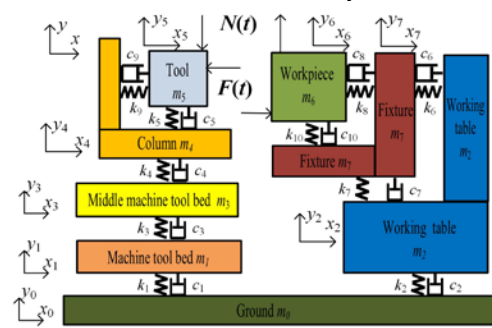 y
x
y5
x5
N(t)
y6
x6
y7
x7
c9
k9
Tool
m5
F(t)
Workpiece
m6
c8
k8
Fixture
m7
c6
k6
Working
table
m2
k5
c5
y4
x4
Column m4
k10
c10
Fixture m7
k4
c4
k7
c7
y3
x3
Middle machine tool bed m3
k3
c3
y2
x2
Working
table
m2
y1
x1
Machine tool bed m1
k1
c1
k2
c2
y0
x0
Ground m0